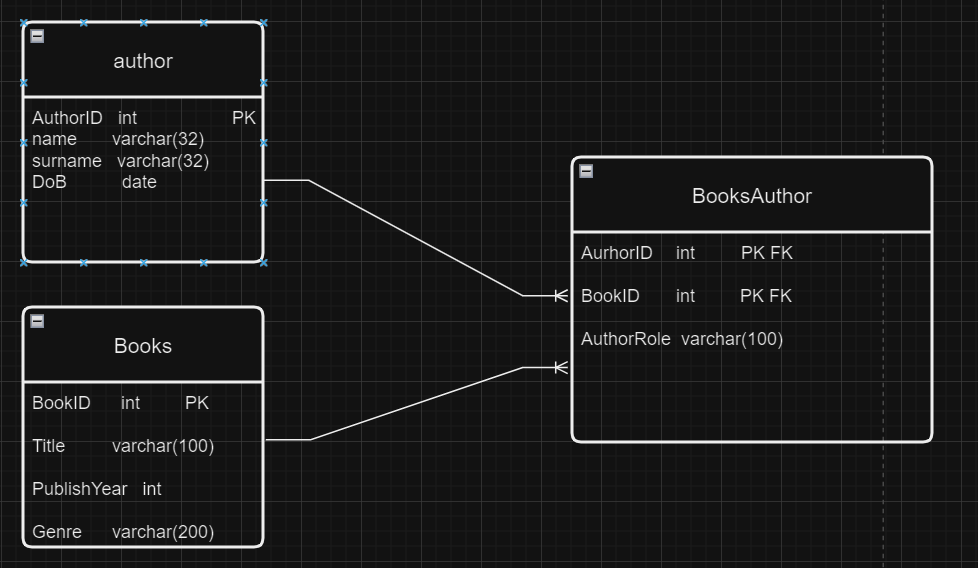 author
AuthorID int PK
name varchar(32)
surname varchar(32)
DoB date
Books
BookID int PK
Title varchar(100)
PublishYear int
Genre varchar(200)
BooksAuthor
AurhorID int PK FK
BookID int PK FK
AuthorRole varchar(100)